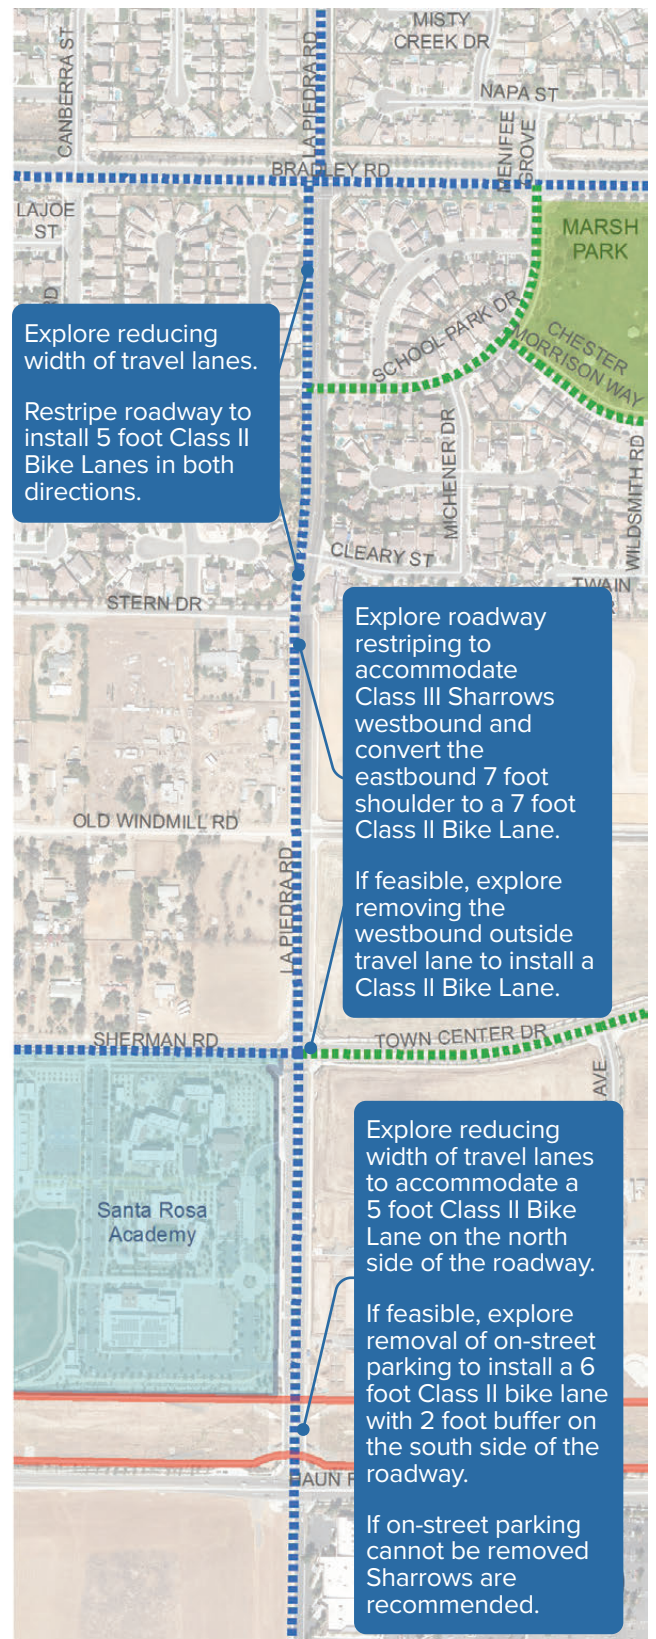 MISTY
CREEK DR
CANBERRA ST
LA PIEDRA RD
NAPA ST
MENIFEE
GROVE
BRADLEY RD
LAJOE
ST
MARSH
PARK
RD
Explore reducing
width of travel lanes.
Restripe roadway to
install 5 foot Class II
Bike Lanes in both
directions.
SCHOOL PARK DR
CHESTER
MORRISON WAY
MICHENER DR
WILDSMITH RD
CLEARY ST
TWAIN
STERN DR
Explore roadway
restriping to
accommodate
Class III Sharrows
westbound and
convert the
eastbound 7 foot
shoulder to a 7 foot
Class II Bike Lane.
If feasible, explore
removing the
westbound outside
travel lane to install a
Class II Bike Lane.
OLD WINDMILL RD
LA PIEDRA RD
SHERMAN RD
TOWN CENTER DR
AVE
Santa Rosa
Academy
Explore reducing
width of travel lanes
to accommodate a
5 foot Class II Bike
Lane on the north
side of the roadway.
If feasible, explore
removal of on-street
parking to install a 6
foot Class II bike lane
with 2 foot buffer on
the south side of the
roadway.
If on-street parking
cannot be removed
Sharrows are
recommended.